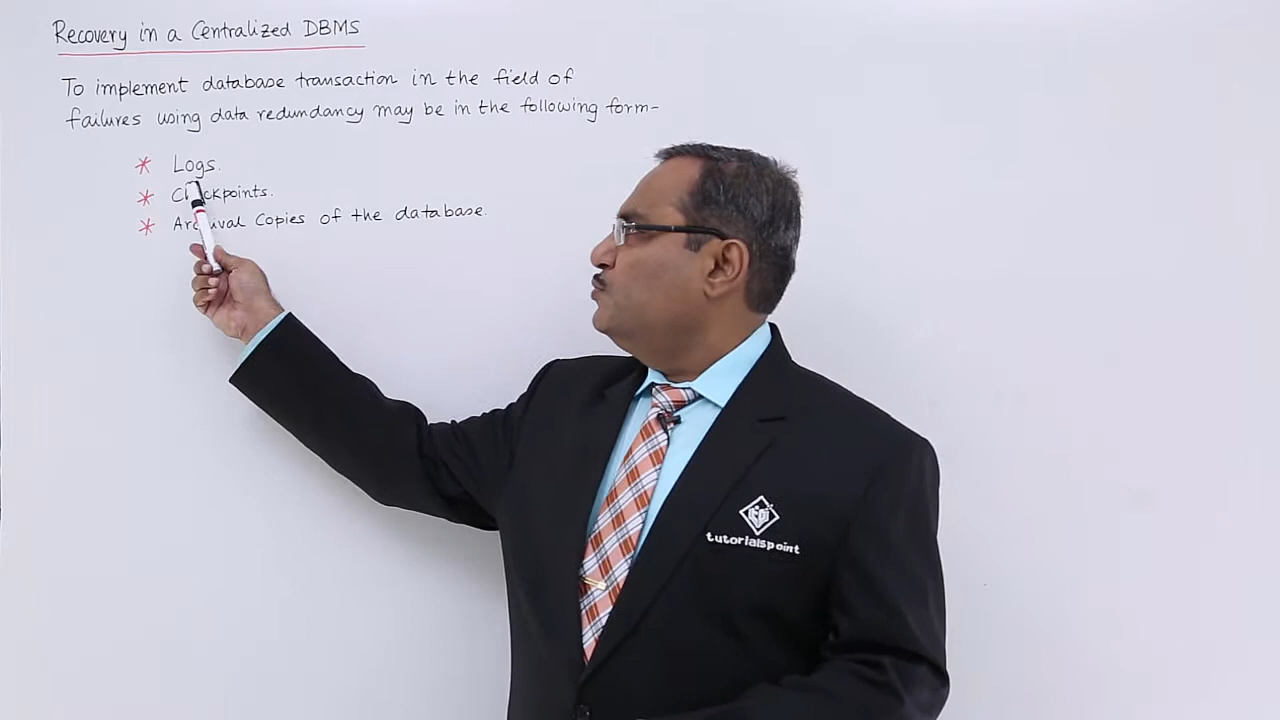 Recovery in a Centralized DBMS
To implement database transaction in the field of
failures using data redundancy may be in the following form-
* Logs.
* Checkpoints.
* Archival Copies of the database.
tutorialspoint